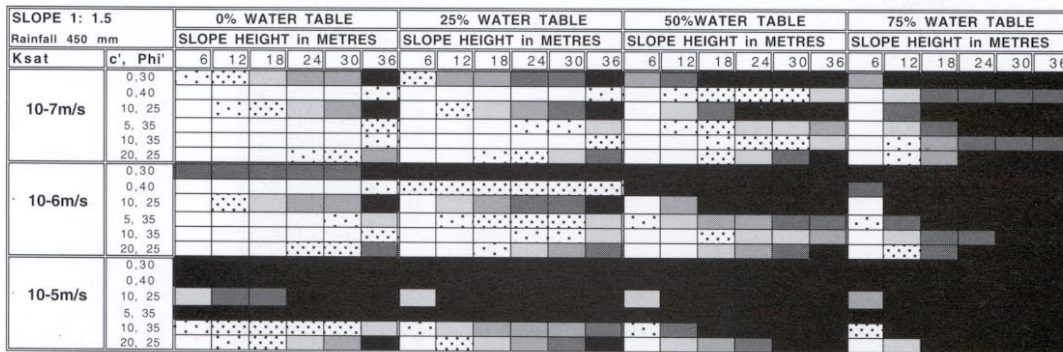 SLOPE 1: 1.5 0% WATER TABLE 25% WATER TABLE 50%WATER TABLE 75% WATER TABLE
Rainfall 450 mm SLOPE HEIGHT in METRES SLOPE HEIGHT in METRES SLOPE HEIGHT in METRES SLOPE HEIGHT in METRES
Ksat c', Phi' 6 12 18 24 30 36 6 12 18 24 30 36 6 12 18 24 30 36 6 12 18 24 30 36
0,30
0,40
10-7m/s 10, 25
5, 35
10, 35
20, 25
0,30
0,40
10-6m/s 10, 25
5, 35
10, 35
20, 25
0,30
0,40
10-5m/s 10, 25
5, 35
10, 35
20, 25